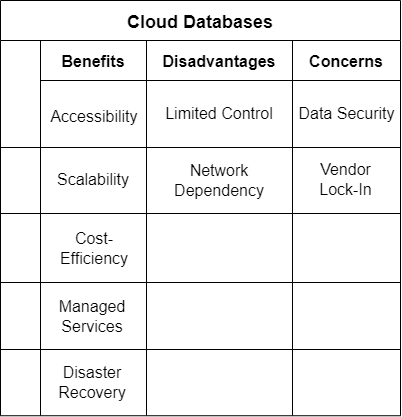 Cloud Databases
Benefits Disadvantages Concerns
Accessibility Limited Control Data Security
Scalability
Network
Dependency
Vendor
Lock-In
Cost-
Efficiency
Managed
Services
Disaster
Recovery